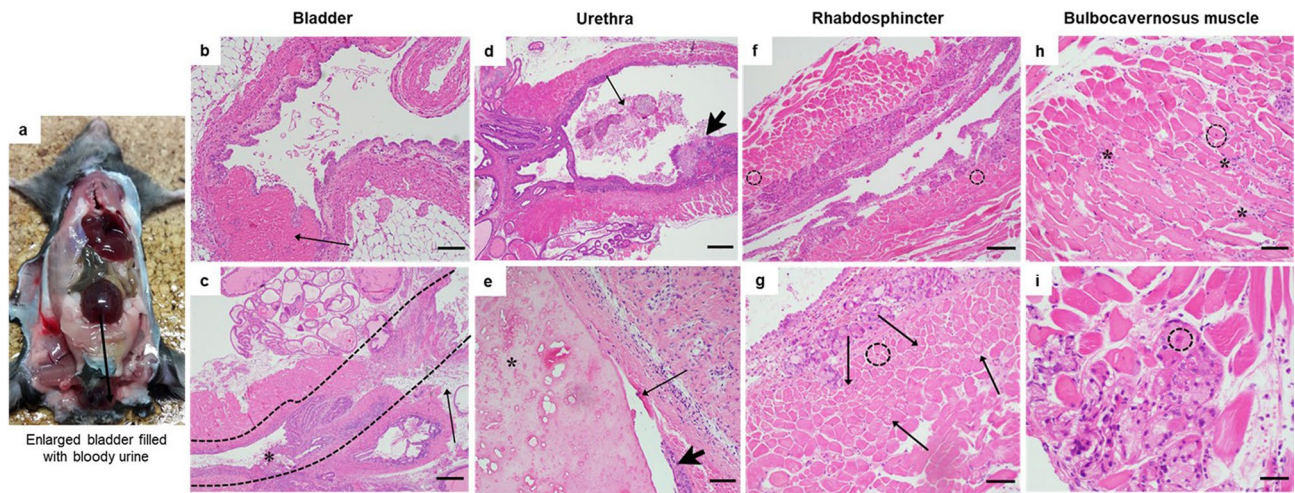 Bladder
Urethra
Rhabdosphincter
Bulbocavernosus muscle
a
b
c
d
e
f
g
h
i
*
*
*
*
*
Enlarged bladder filled
with bloody urine